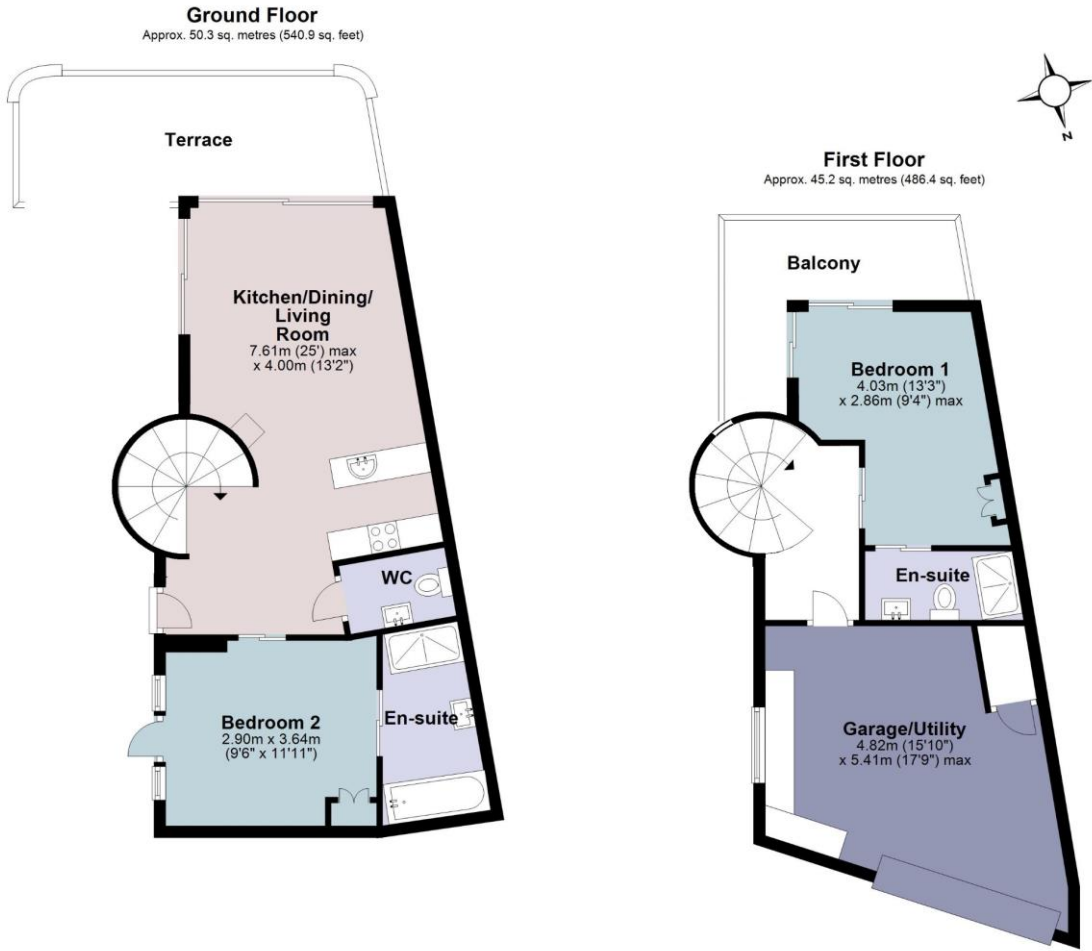 Ground Floor
Approx. 50.3 sq. metres (540.9 sq. feet)
Terrace
Kitchen/Dining/
Living
Room
7.61m (25') max
x 4.00m (13'2")
WC
Bedroom 2
2.90m x 3.64m
(9'6" x 11'11")
En-suite
N
First Floor
Approx. 45.2 sq. metres (486.4 sq. feet)
Balcony
Bedroom 1
4.03m (13'3")
x 2.86m (9'4") max
En-suite
Garage/Utility
4.82m (15'10")
x 5.41m (17'9") max